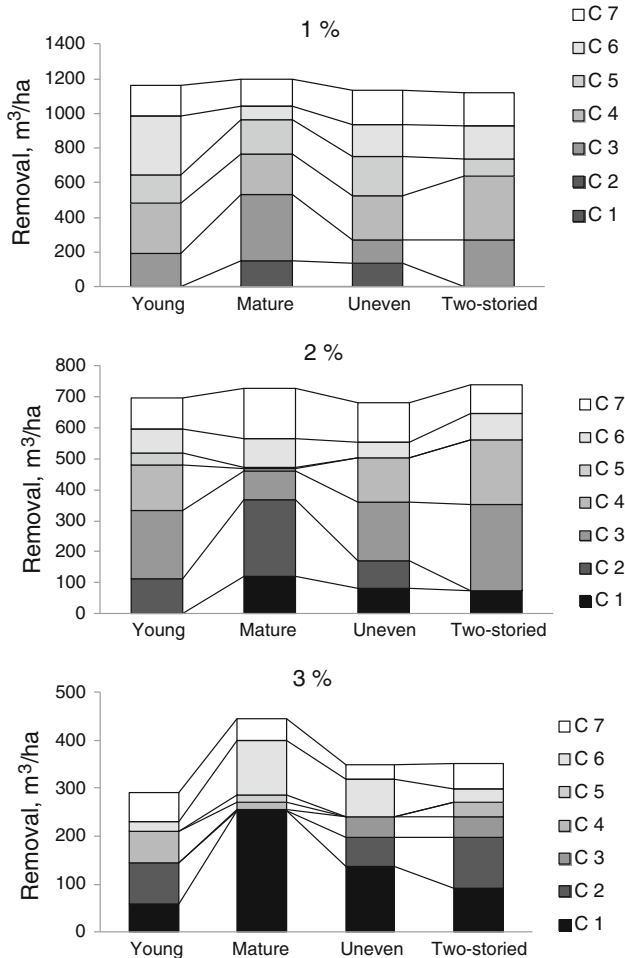 1 %
Removal, m³/ha
1400
1200
1000
800
600
400
200
0
Young Mature Uneven Two-storied
C 7
C 6
C 5
C 4
C 3
C 2
C 1
2 %
Removal, m³/ha
800
700
600
500
400
300
200
100
0
Young Mature Uneven Two-storied
C 7
C 6
C 5
C 4
C 3
C 2
C 1
3 %
Removal, m³/ha
500
400
300
200
100
0
Young Mature Uneven Two-storied
C 7
C 6
C 5
C 4
C 3
C 2
C 1